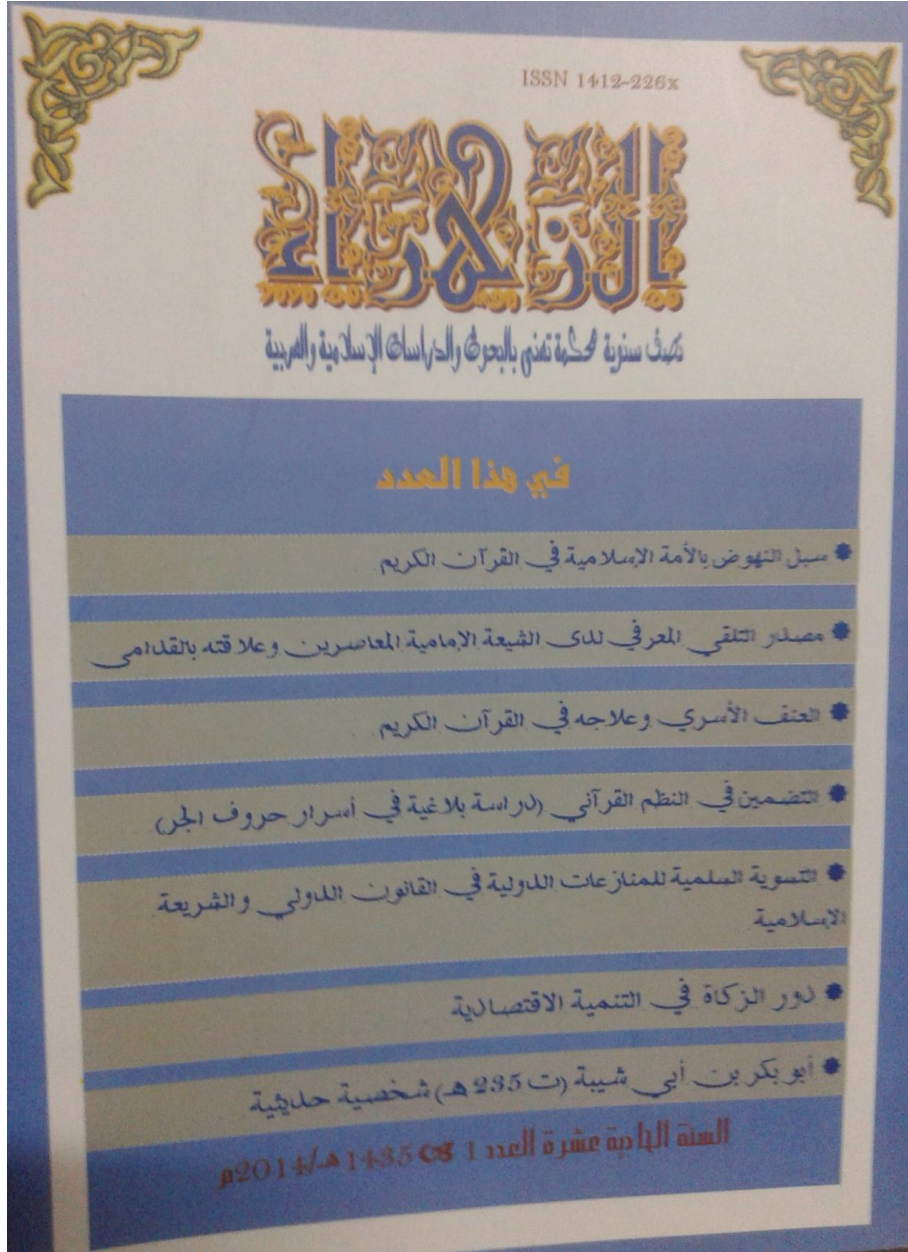 ISSN 1412-226x
الزهراء
نصف سنوية محكمة تعنى بالبحوث والدراسات الإسلامية والعربية
في هذا العدد
سبل النهوض بالأمة الإسلامية في القرآن الكريم
مصدر التلقي المعرفي لدى الشيعة الإمامية المعاصرين وعلاقته بالقدامى
العنف الأسري وعلاجه في القرآن الكريم
التضمين في النظم القرآني (دراسة بلاغية في أسرار حروف الجر)
التسوية السلمية للمنازعات الدولية في القانون الدولي والشريعة
الإسلامية
دور الزكاة في التنمية الاقتصادية
أبو بكر بن أبي شيبة (ت 235 هـ) شخصية حديثية
السنة الحادية عشرة العدد 1 1435هـ/2014م